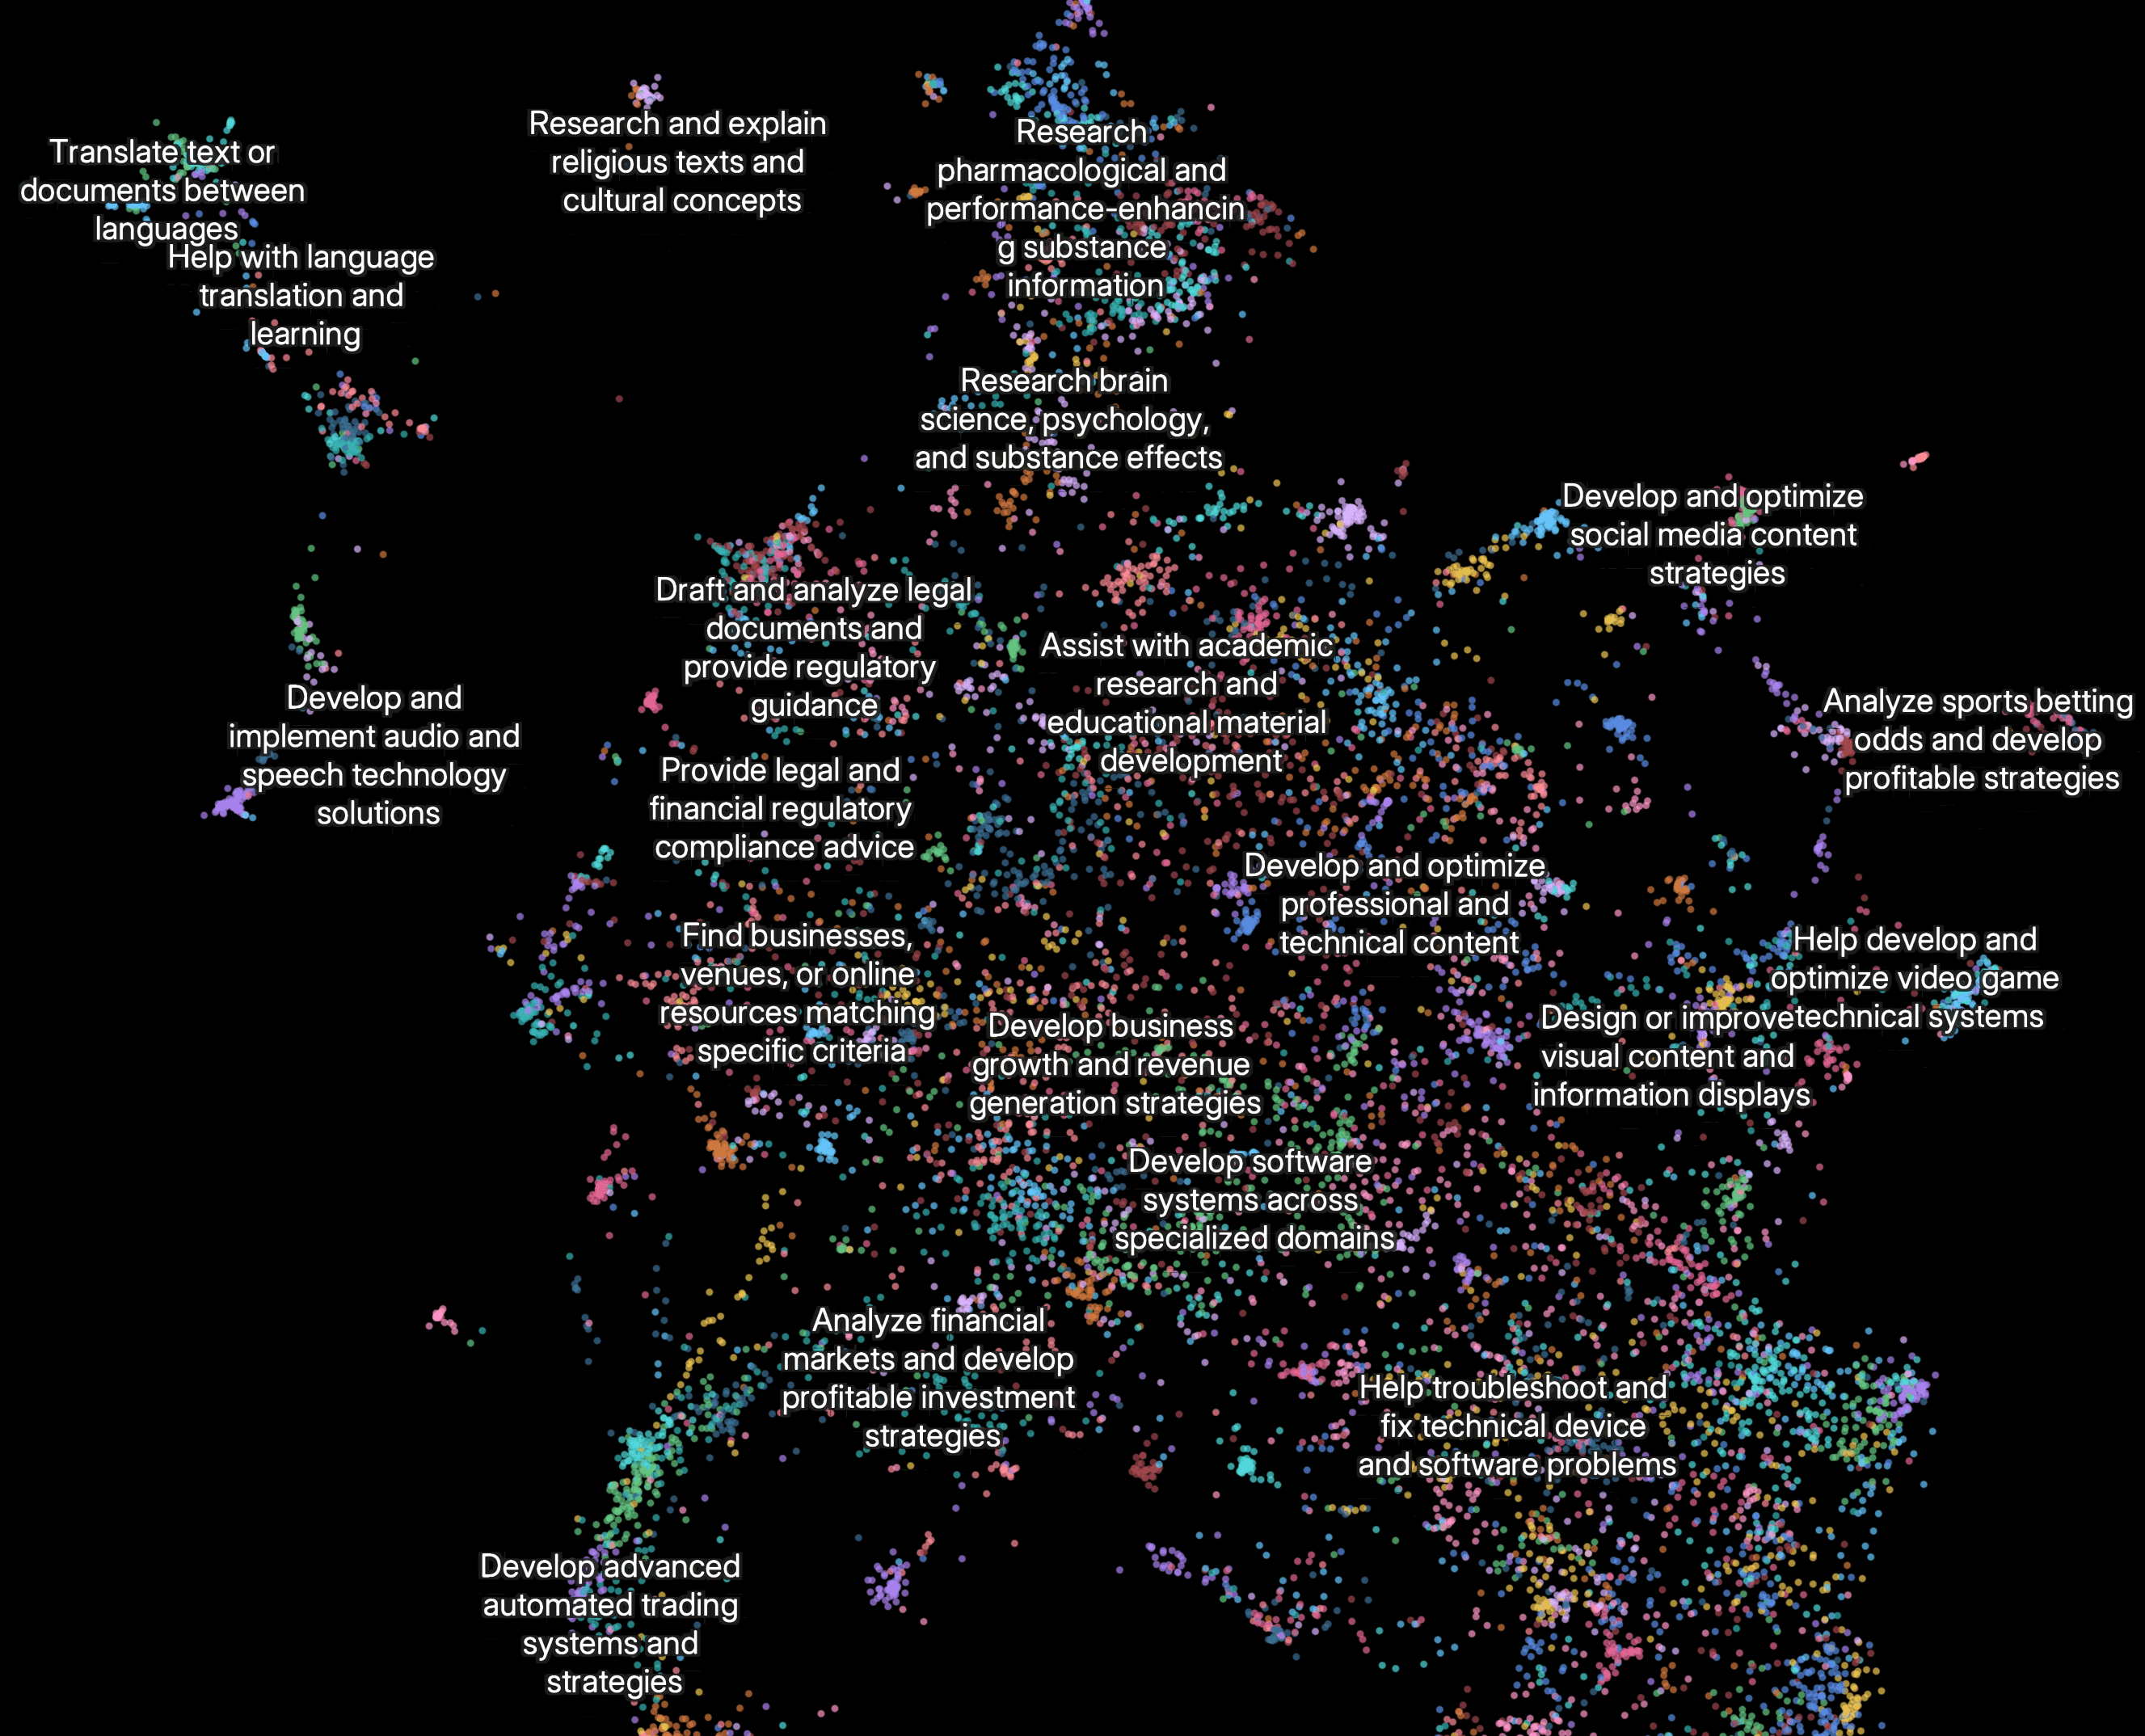 Translate text or
documents between
languages
Research and explain
religious texts and
cultural concepts
Research
pharmacological and
performance-enhancin
g substance
information
Help with language
translation and
learning
Research brain
science, psychology,
and substance effects
Develop and optimize
social media content
strategies
Draft and analyze legal
documents and
provide regulatory
guidance
Assist with academic
research and
educational material
development
Develop and
implement audio and
speech technology
solutions
Analyze sports betting
odds and develop
profitable strategies
Provide legal and
financial regulatory
compliance advice
Develop and optimize
professional and
technical content
Find businesses,
venues, or online
resources matching
specific criteria
Help develop and
optimize video game
technical systems
Design or improve
visual content and
information displays
Develop business
growth and revenue
generation strategies
Develop software
systems across
specialized domains
Analyze financial
markets and develop
profitable investment
strategies
Help troubleshoot and
fix technical device
and software problems
Develop advanced
automated trading
systems and
strategies